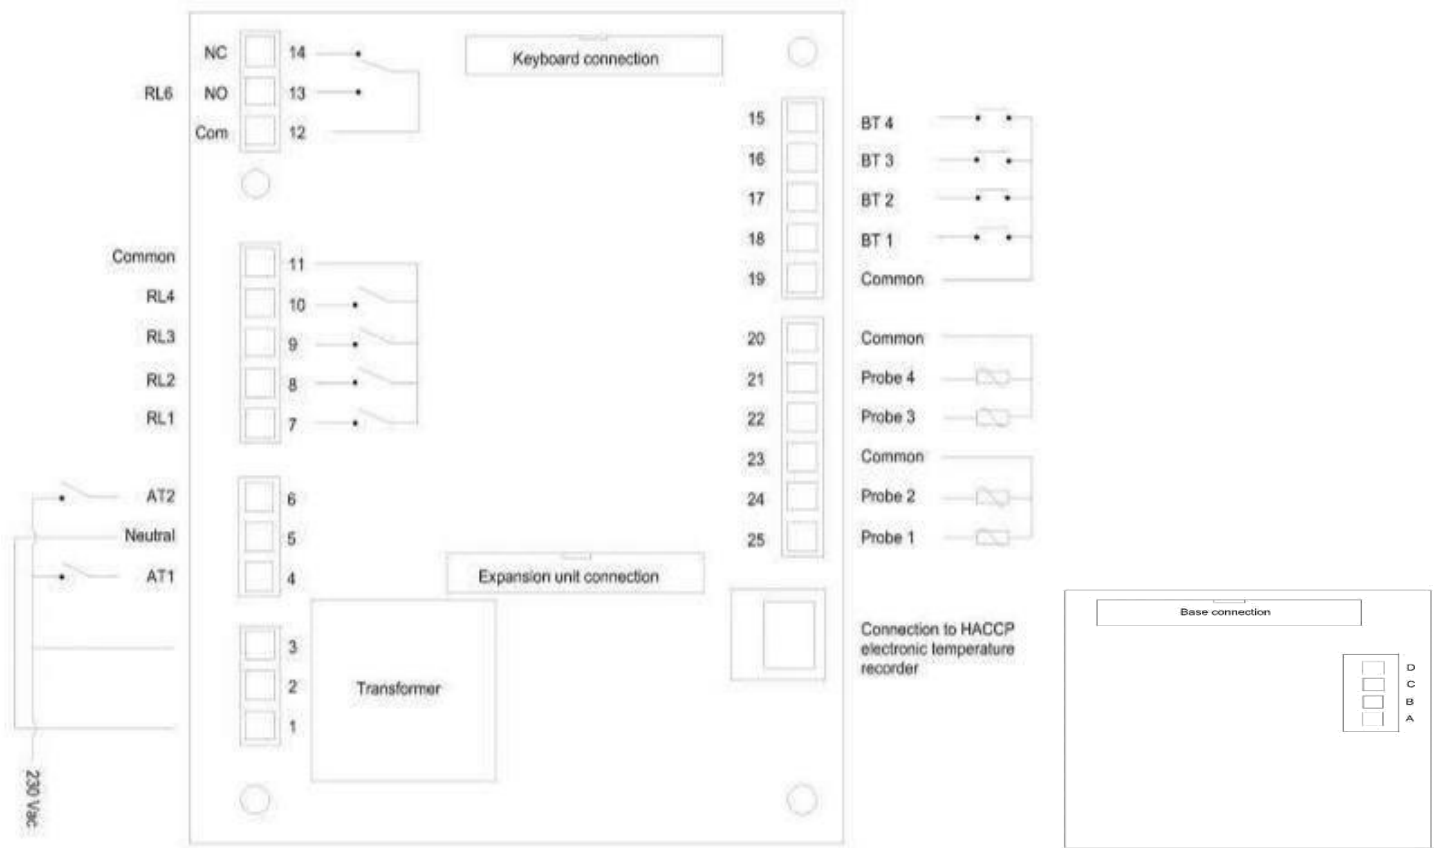 NC 14
RL6 NO 13
Com 12
Keyboard connection
Common 11
RL4 10
RL3 9
RL2 8
RL1 7
AT2 6
Neutral 5
AT1 4
3
2
1
230 Vac
Transformer
Expansion unit connection
15 BT 4
16 BT 3
17 BT 2
18 BT 1
19 Common
20 Common
21 Probe 4
22 Probe 3
23 Common
24 Probe 2
25 Probe 1
Connection to HACCP
electronic temperature
recorder
Base connection
D
C
B
A